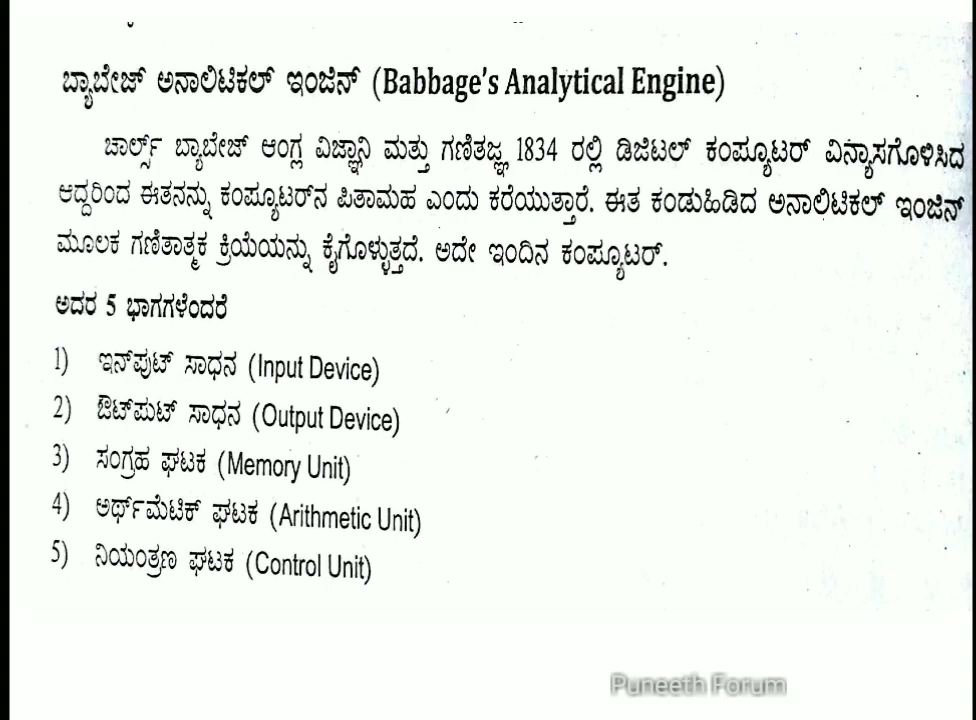 ಬ್ಯಾಬೇಜ್ ಅನಾಲಿಟಿಕಲ್ ಇಂಜಿನ್ (Babbage's Analytical Engine)
ಚಾರ್ಲ್ಸ್ ಬ್ಯಾಬೇಜ್ ಆಂಗ್ಲ ವಿಜ್ಞಾನಿ ಮತ್ತು ಗಣಿತಜ್ಞ 1834 ರಲ್ಲಿ ಡಿಜಿಟಲ್ ಕಂಪ್ಯೂಟರ್ ವಿನ್ಯಾಸಗೊಳಿಸಿದ
ಆದ್ದರಿಂದ ಈತನನ್ನು ಕಂಪ್ಯೂಟರ್‌ನ ಪಿತಾಮಹ ಎಂದು ಕರೆಯುತ್ತಾರೆ. ಈತ ಕಂಡುಹಿಡಿದ ಅನಾಲಿಟಿಕಲ್ ಇಂಜಿನ್
ಮೂಲಕ ಗಣಿತಾತ್ಮಕ ಕ್ರಿಯೆಯನ್ನು ಕೈಗೊಳ್ಳುತ್ತದೆ. ಅದೇ ಇಂದಿನ ಕಂಪ್ಯೂಟರ್.
ಅದರ 5 ಭಾಗಗಳೆಂದರೆ
1) ಇನ್‌ಪುಟ್ ಸಾಧನ (Input Device)
2) ಔಟ್‌ಪುಟ್ ಸಾಧನ (Output Device)
3) ಸಂಗ್ರಹ ಘಟಕ (Memory Unit)
4) ಅರ್ಥ್‌ಮೆಟಿಕ್ ಘಟಕ (Arithmetic Unit)
5) ನಿಯಂತ್ರಣ ಘಟಕ (Control Unit)
Puneeth Forum